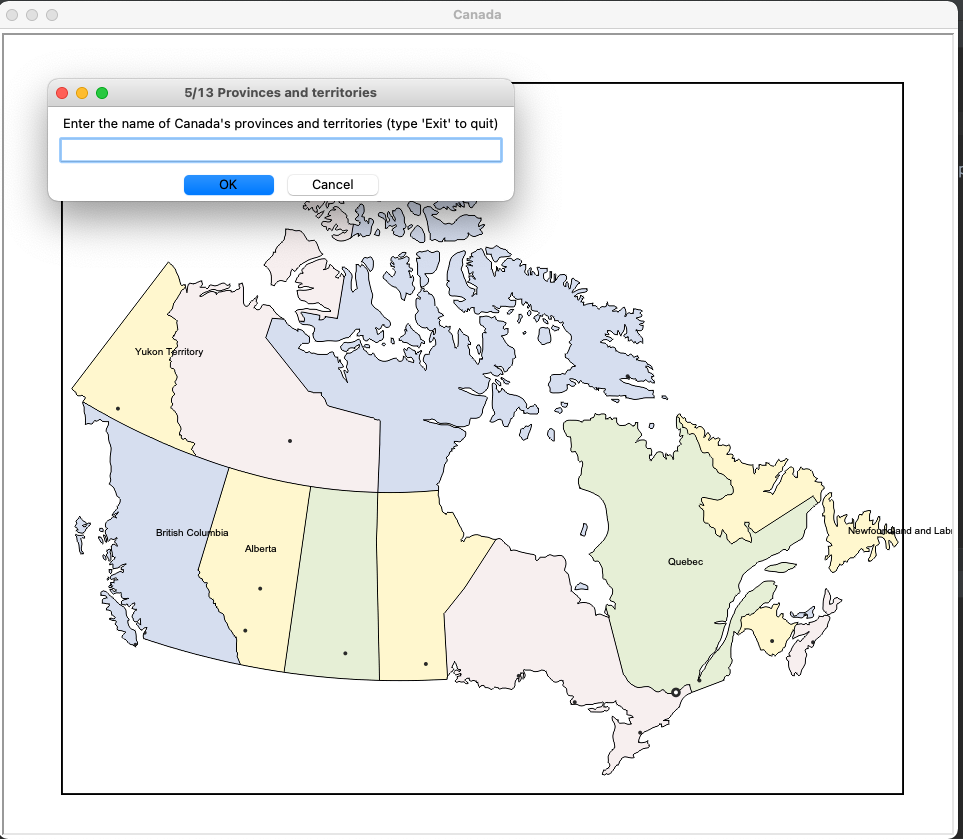 Canada
5/13 Provinces and territories
Enter the name of Canada's provinces and territories (type 'Exit' to quit)
OK Cancel
Yukon Territory
British Columbia
Alberta
Quebec
Newfoundland and Lab